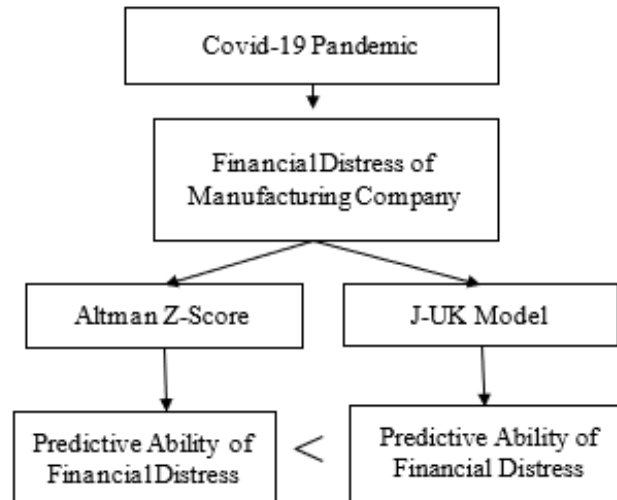 Covid-19 Pandemic
Financial Distress of
Manufacturing Company
Altman Z-Score
J-UK Model
Predictive Ability of
Financial Distress
<
Predictive Ability of
Financial Distress